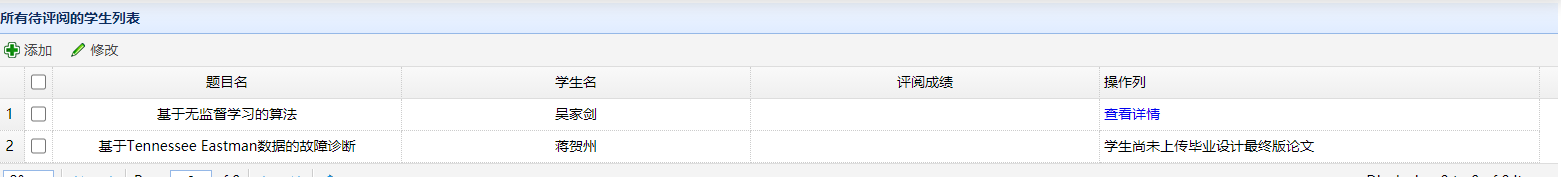 所有待评阅的学生列表
添加 修改
题目名 学生名 评阅成绩 操作列
1 基于无监督学习的算法 吴家剑 查看详情
2 基于Tennessee Eastman数据的故障诊断 蒋贺州 学生尚未上传毕业设计最终版论文